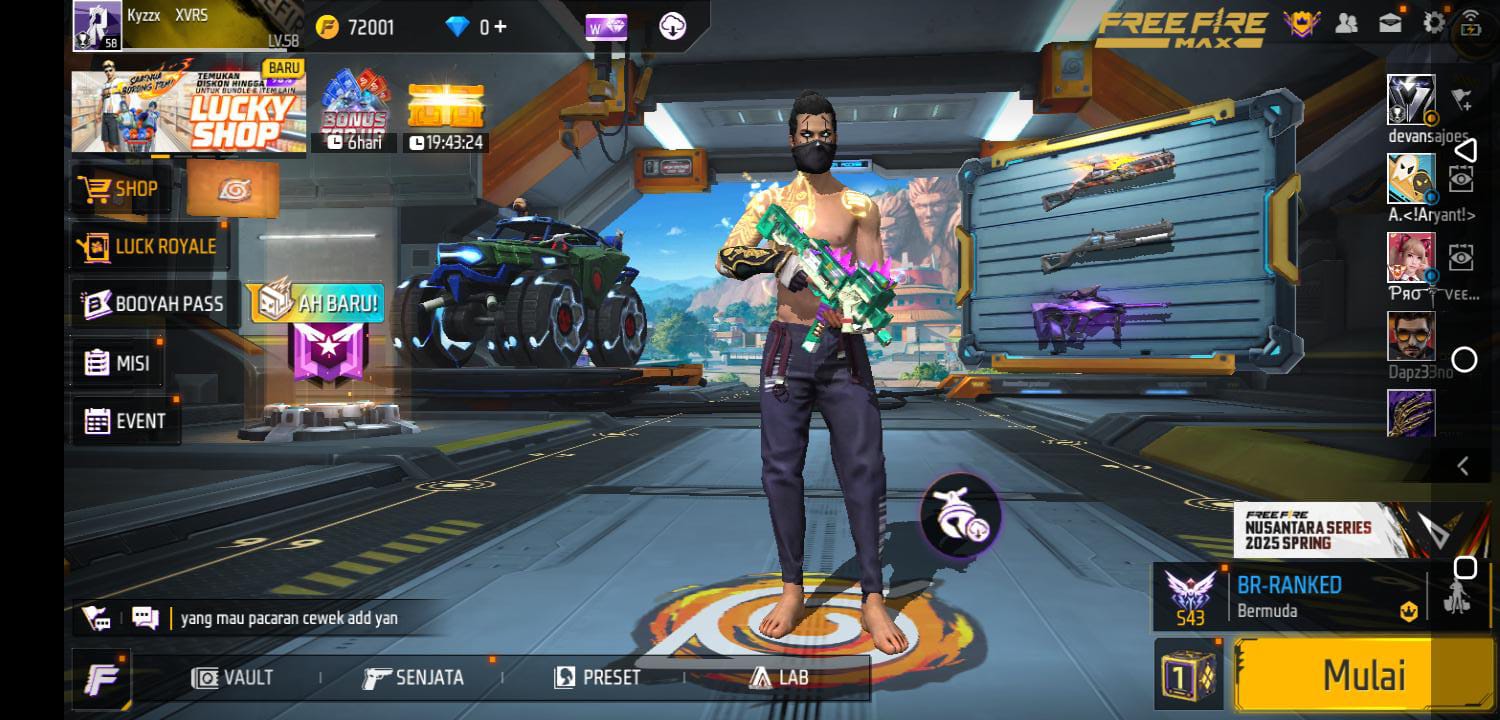 Kyzzx XVRS
58
LV.58
72001
0 +
W
FREE FIRE
MAX
BARU
TEMUKAN
DISKON HINGGA
UNTUK BUNDLE & ITEM LAIN
LUCKY
SHOP
BONUS
6hari
19:43:24
SHOP
LUCK ROYALE
BOOYAH PASS
AH BARU!
MISI
EVENT
devansajoes
A.<!Aryant!>
Dapz33no
FREE FIRE
NUSANTARA SERIES
2025 SPRING
BR-RANKED
Bermuda
S43
yang mau pacaran cewek add yan
VAULT
SENJATA
PRESET
LAB
1
Mulai